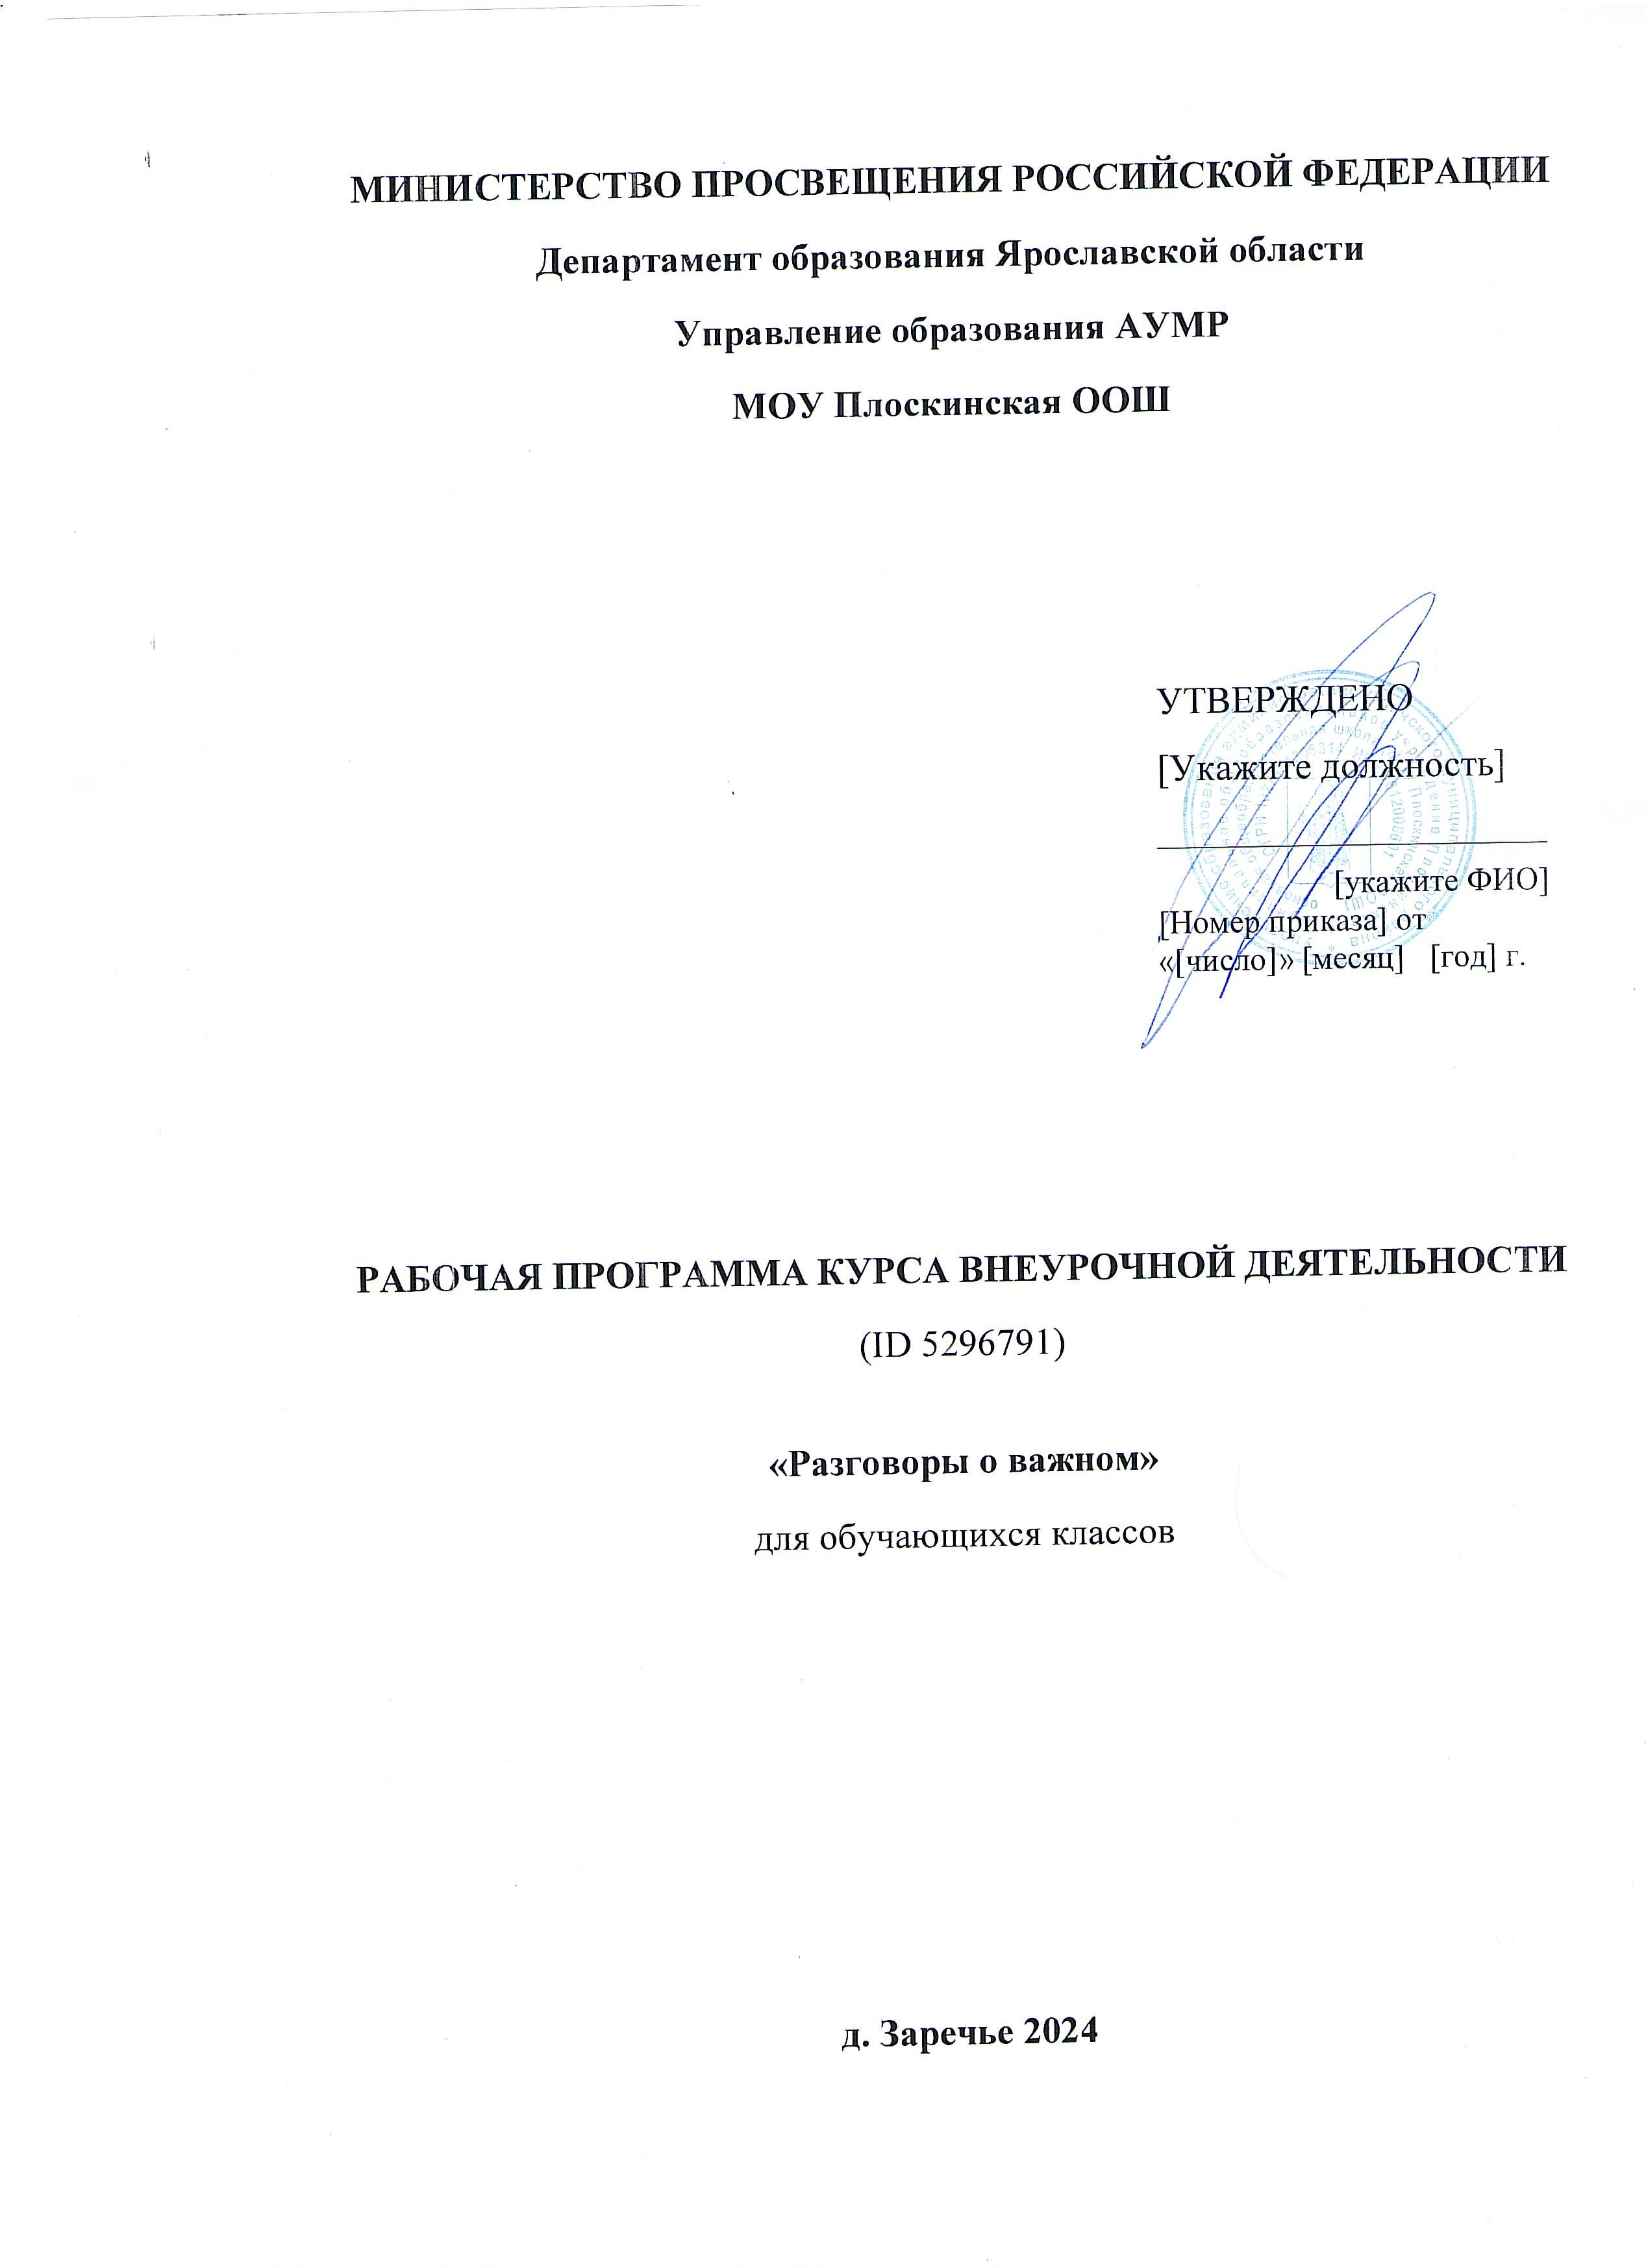 МИНИСТЕРСТВО ПРОСВЕЩЕНИЯ РОССИЙСКОЙ ФЕДЕРАЦИИ
Департамент образования Ярославской области
Управление образования АУМР
МОУ Плоскинская ООШ
УТВЕРЖДЕНО
[Укажите должность]
[укажите ФИО]
[Номер приказа] от
«[число]» [месяц] [год] г.
РАБОЧАЯ ПРОГРАММА КУРСА ВНЕУРОЧНОЙ ДЕЯТЕЛЬНОСТИ
(ID 5296791)
«Разговоры о важном»
для обучающихся классов
д. Заречье 2024